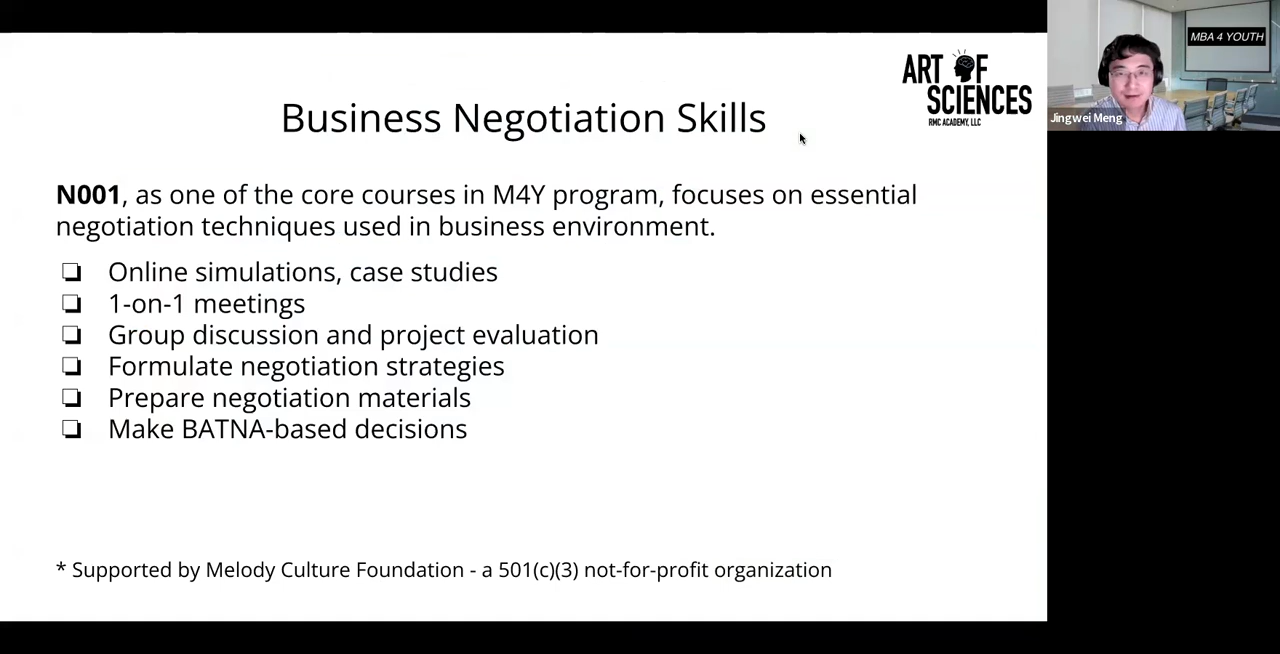 Business Negotiation Skills
ART OF
SCIENCES
RMC ACADEMY, LLC
MBA 4 YOUTH
Jingwei Meng
N001, as one of the core courses in M4Y program, focuses on essential
negotiation techniques used in business environment.
❏ Online simulations, case studies
❏ 1-on-1 meetings
❏ Group discussion and project evaluation
❏ Formulate negotiation strategies
❏ Prepare negotiation materials
❏ Make BATNA-based decisions
* Supported by Melody Culture Foundation - a 501(c)(3) not-for-profit organization